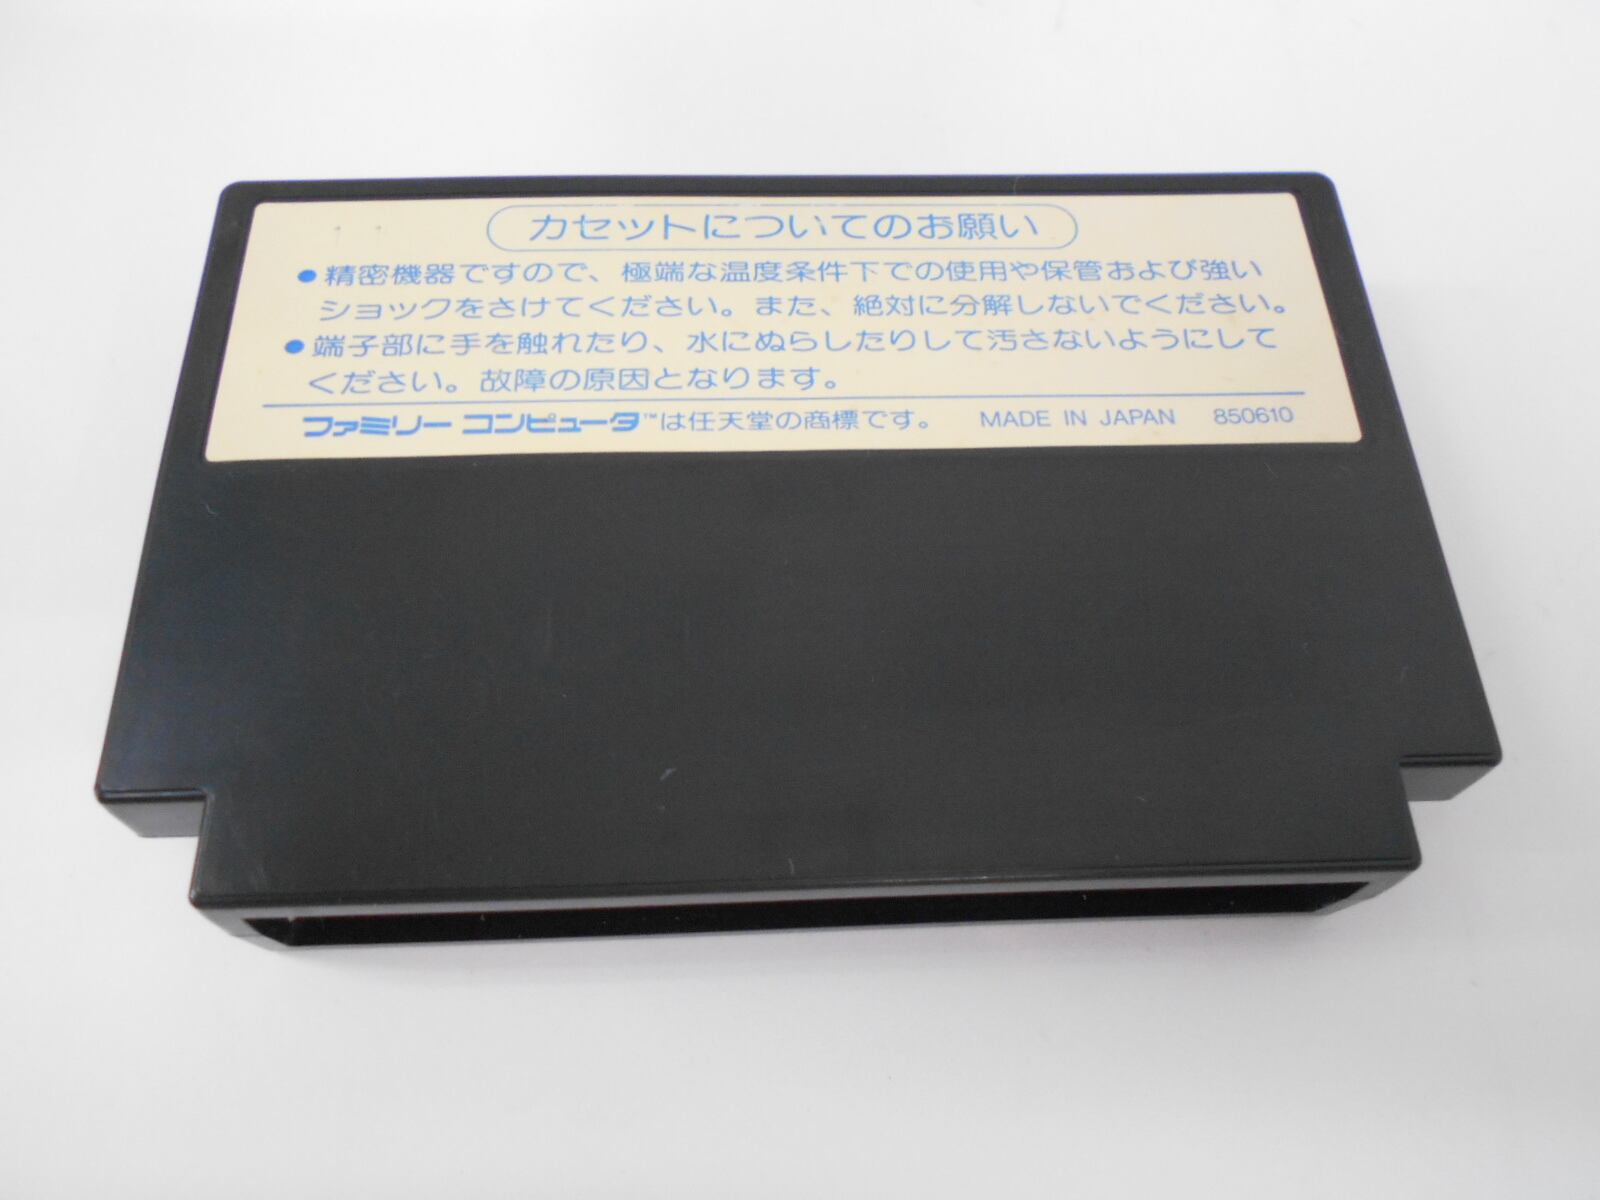 カセットについてのお願い
●精密機器ですので、極端な温度条件下での使用や保管および強い
ショックをさけてください。また、絶対に分解しないでください。
●端子部に手を触れたり、水にぬらしたりして汚さないようにして
ください。故障の原因となります。
ファミリー コンピュータ™は任天堂の商標です。 MADE IN JAPAN 850610